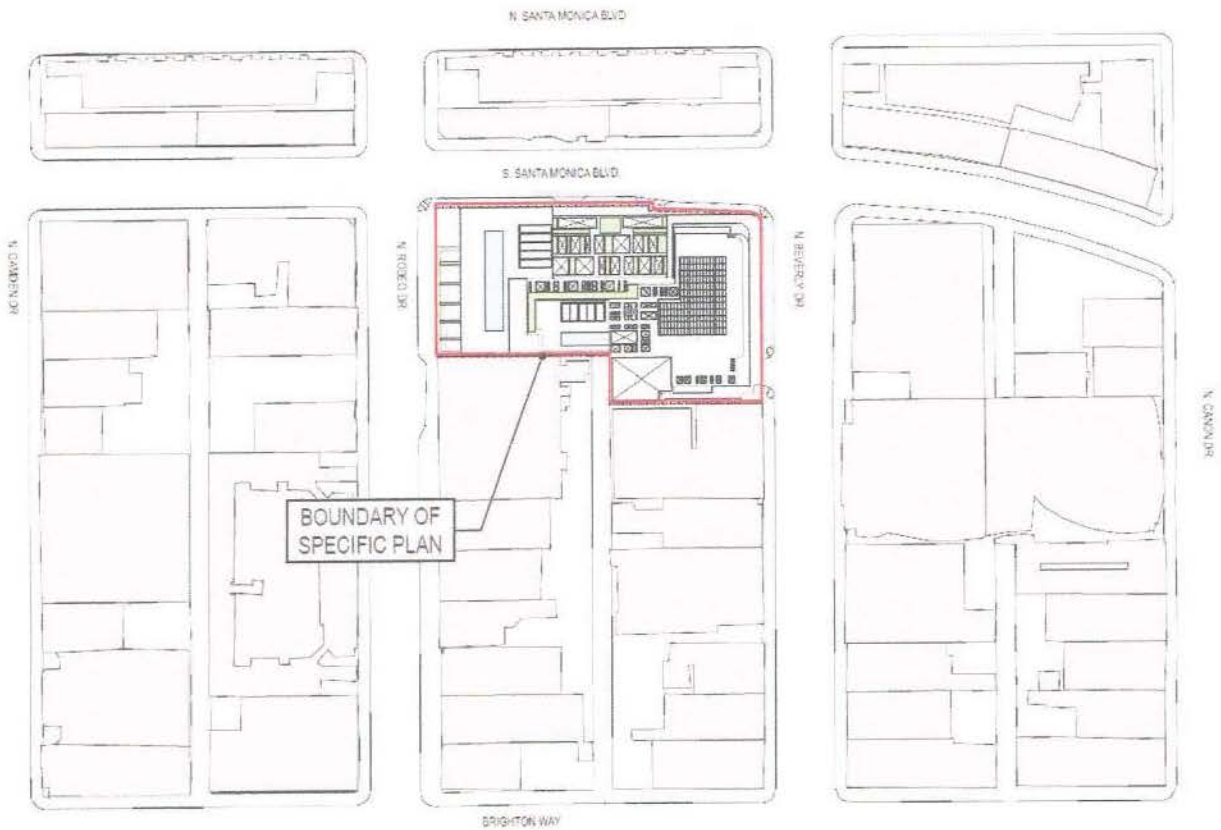 N. SANTA MONICA BLVD
S. SANTA MONICA BLVD.
N. CAMDEN DR.
N. RODEO DR.
N. BEVERLY DR.
N. CANON DR.
BOUNDARY OF
SPECIFIC PLAN
BRIGHTON WAY